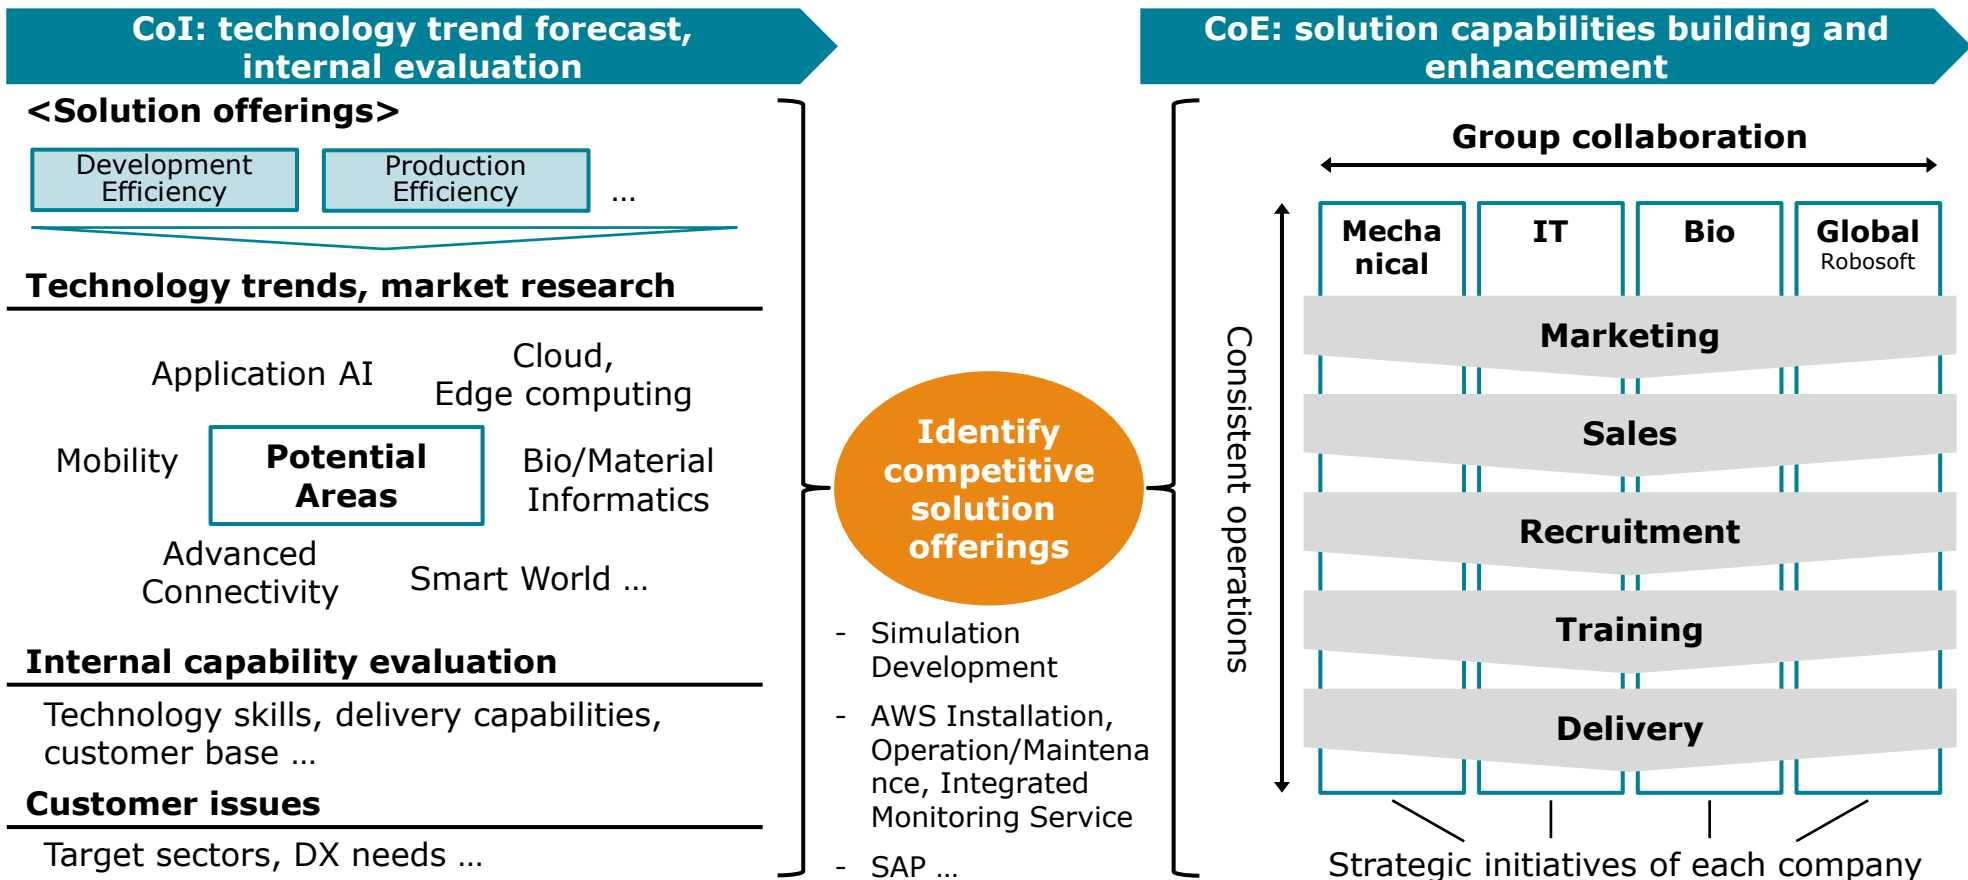 CoI: technology trend forecast,
internal evaluation
<Solution offerings>
Development
Efficiency
Production
Efficiency
...
Technology trends, market research
Application AI
Cloud,
Edge computing
Mobility
Potential
Areas
Bio/Material
Informatics
Advanced
Connectivity
Smart World ...
Internal capability evaluation
Technology skills, delivery capabilities,
customer base ...
Customer issues
Target sectors, DX needs ...
Identify
competitive
solution
offerings
- Simulation
Development
- AWS Installation,
Operation/Maintena
nce, Integrated
Monitoring Service
- SAP ...
CoE: solution capabilities building and
enhancement
Group collaboration
Consistent operations
Mecha
nical
IT
Bio
Global
Robosoft
Marketing
Sales
Recruitment
Training
Delivery
Strategic initiatives of each company